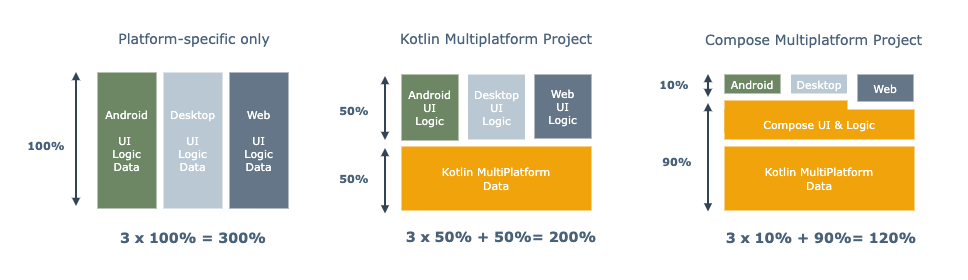 Platform-specific only
100%
Android
UI
Logic
Data
Desktop
UI
Logic
Data
Web
UI
Logic
Data
3 x 100% = 300%
Kotlin Multiplatform Project
50%
Android
UI
Logic
Desktop
UI
Logic
Web
UI
Logic
50%
Kotlin MultiPlatform
Data
3 x 50% + 50%= 200%
Compose Multiplatform Project
10%
Android
Desktop
Web
90%
Compose UI & Logic
Kotlin MultiPlatform
Data
3 x 10% + 90%= 120%